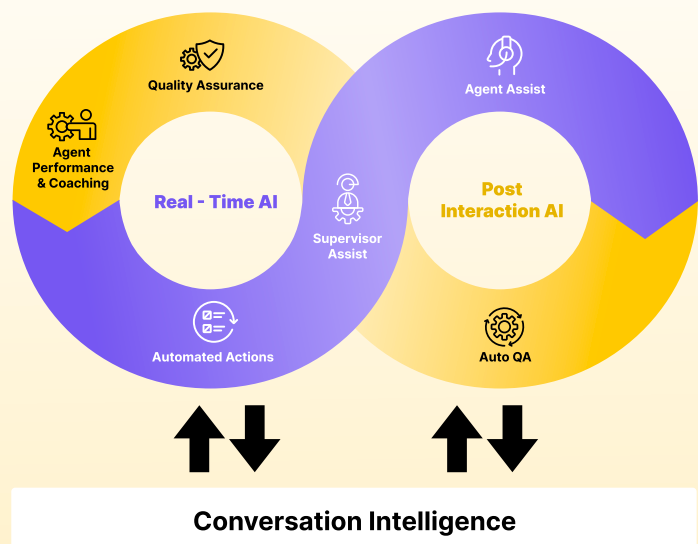 Quality Assurance
Agent Assist
Agent
Performance
& Coaching
Real - Time AI
Post
Interaction AI
Supervisor
Assist
Automated Actions
Auto QA
Conversation Intelligence